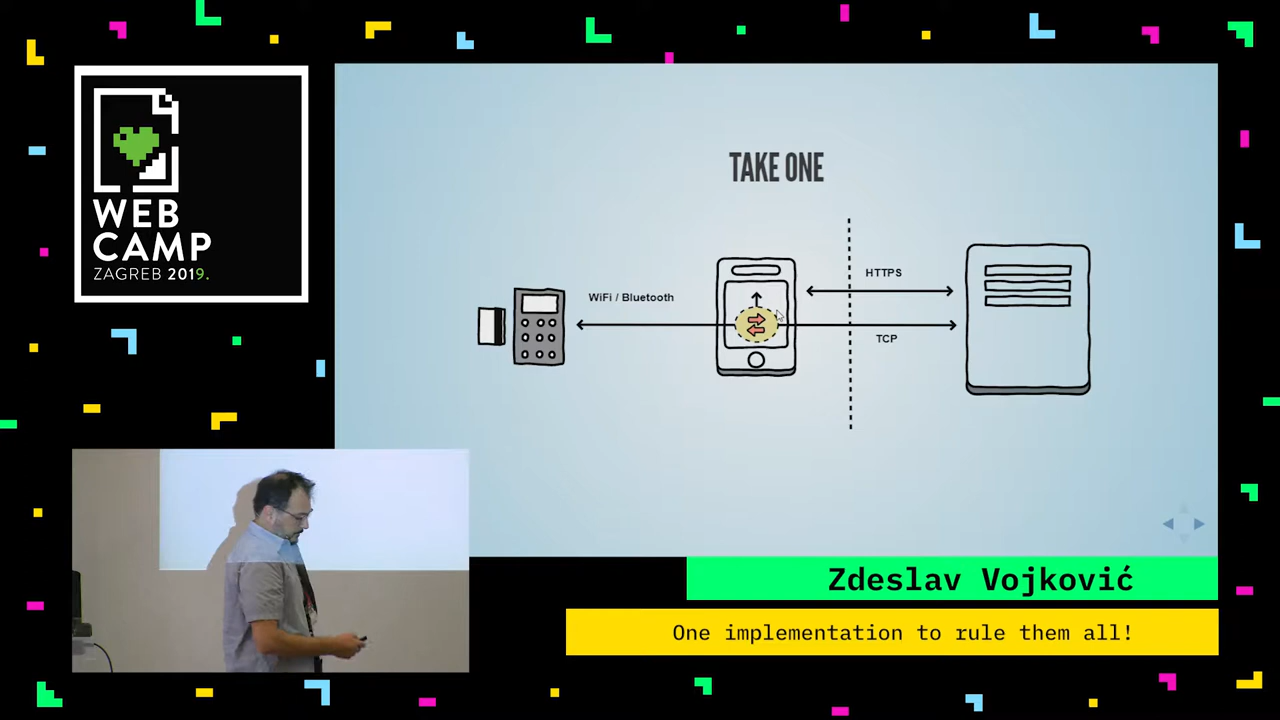 WEB
CAMP
ZAGREB 2019.
TAKE ONE
WiFi / Bluetooth
HTTPS
TCP
Zdeslav Vojković
One implementation to rule them all!